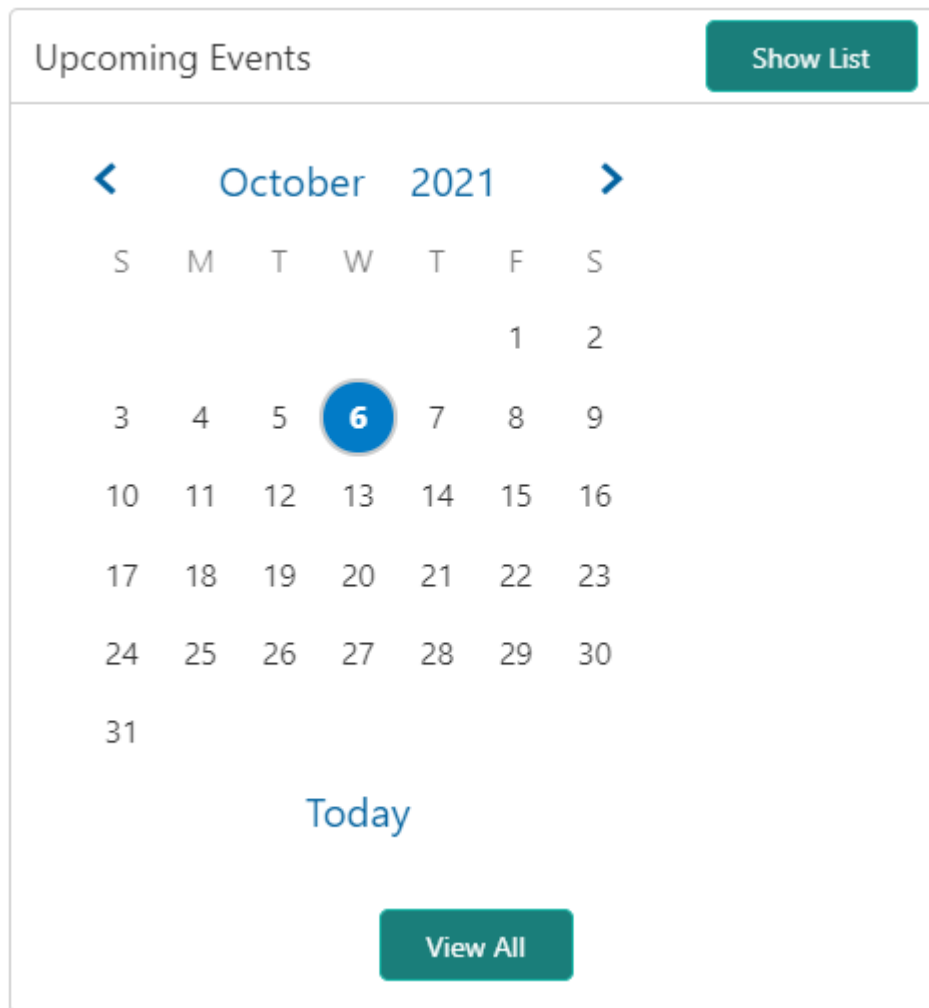 Upcoming Events Show List
October 2021
S M T W T F S
1 2
3 4 5 6 7 8 9
10 11 12 13 14 15 16
17 18 19 20 21 22 23
24 25 26 27 28 29 30
31
Today
View All